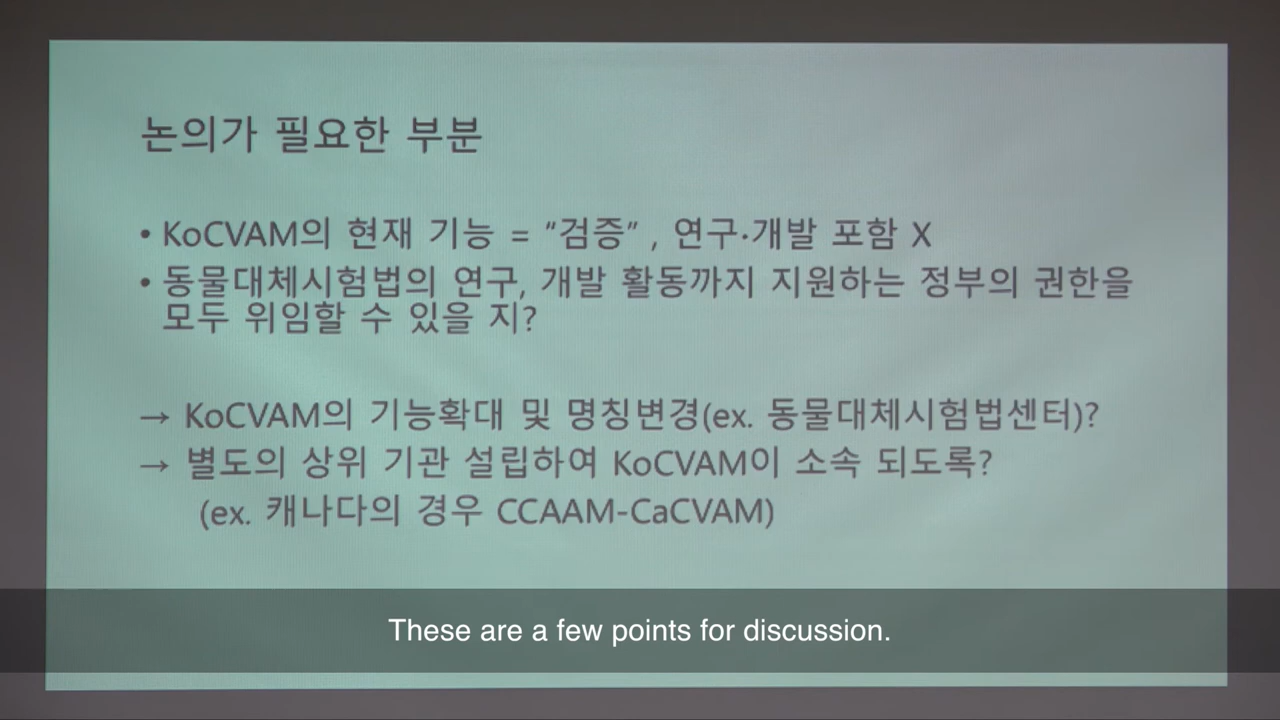 논의가 필요한 부분
• KoCVAM의 현재 기능 = “검증” , 연구·개발 포함 X
• 동물대체시험법의 연구, 개발 활동까지 지원하는 정부의 권한을
모두 위임할 수 있을 지?
→ KoCVAM의 기능확대 및 명칭변경(ex. 동물대체시험법센터)?
→ 별도의 상위 기관 설립하여 KoCVAM이 소속 되도록?
(ex. 캐나다의 경우 CCAAM-CaCVAM)
These are a few points for discussion.